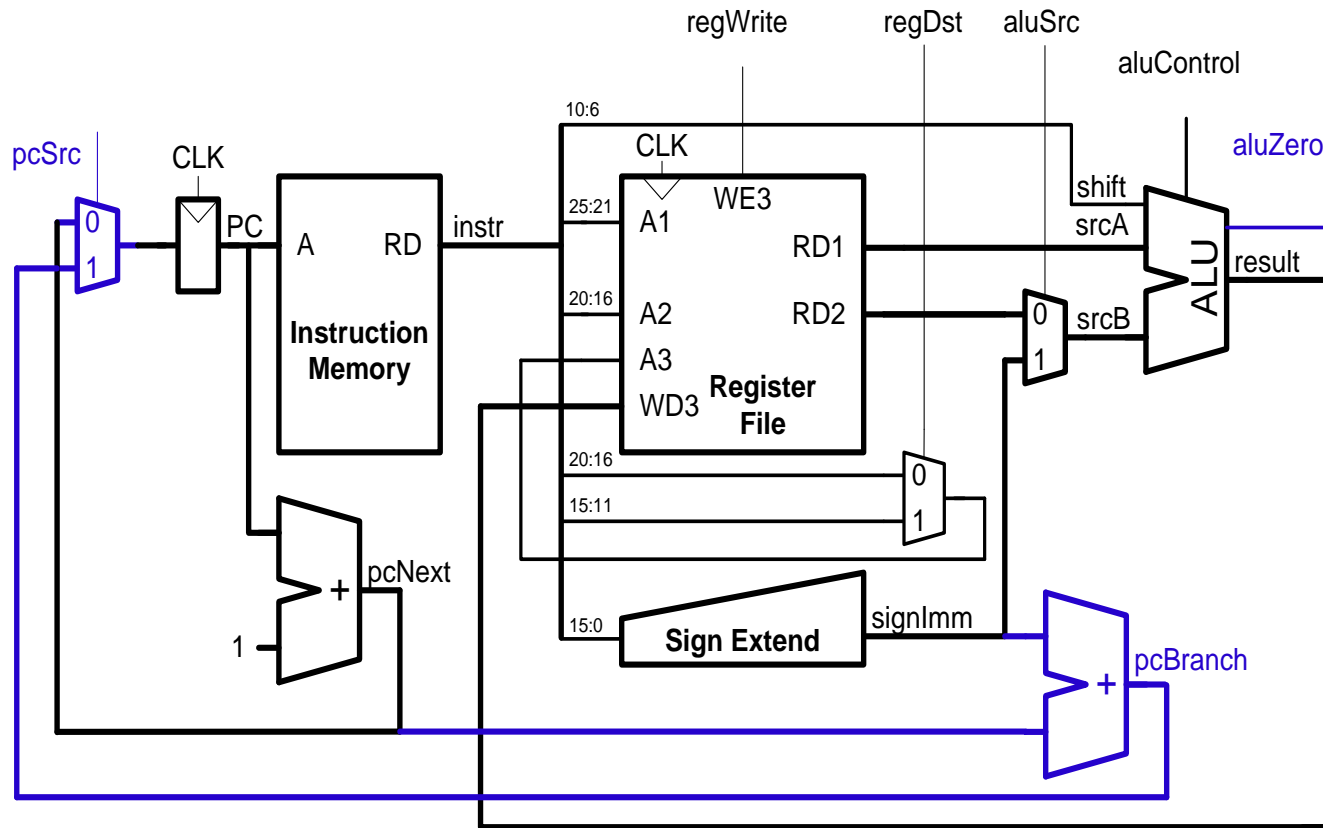 regWrite
regDst
aluSrc
aluControl
10:6
pcSrc
CLK
CLK
aluZero
WE3
shift
0
PC
instr
25:21
A1
srcA
A
RD
RD1
1
ALU
result
20:16
A2
RD2
0
srcB
Instruction
Memory
A3
1
Register
File
WD3
20:16
0
15:11
1
pcNext
+
15:0
signImm
Sign Extend
1
pcBranch
+